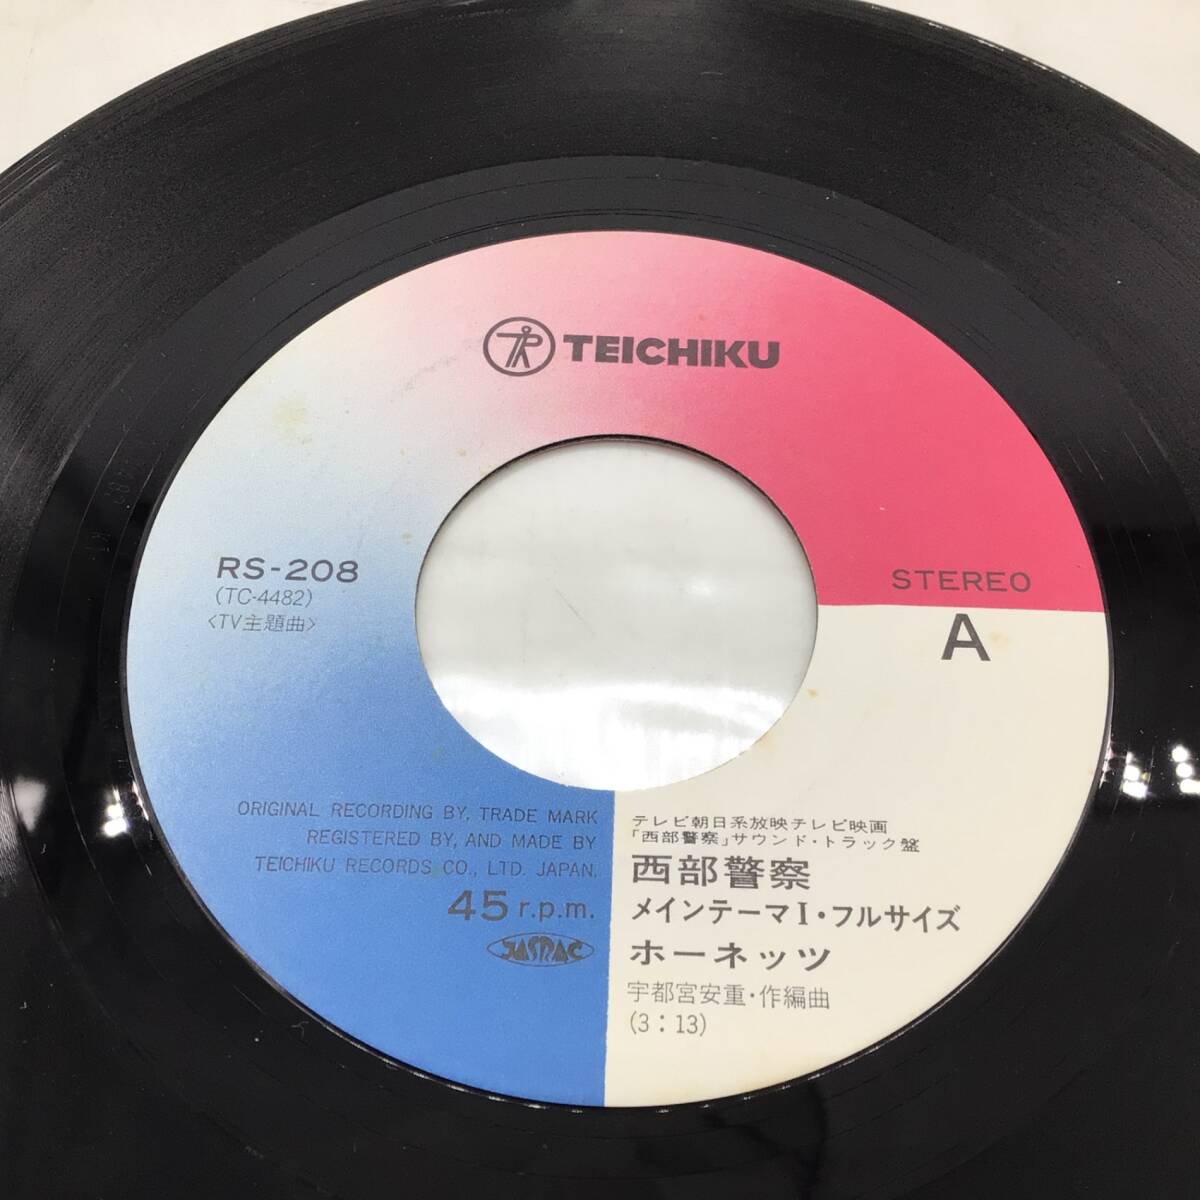 TEICHIKU
RS-208
(TC-4482)
〈TV主題曲〉
STEREO
A
ORIGINAL RECORDING BY, TRADE MARK
REGISTERED BY, AND MADE BY
TEICHIKU RECORDS CO., LTD. JAPAN.
45 r.p.m.
JASRAC
テレビ朝日系放映テレビ映画
「西部警察」サウンド・トラック盤
西部警察
メインテーマI・フルサイズ
ホーネッツ
宇都宮安重・作編曲
(3:13)